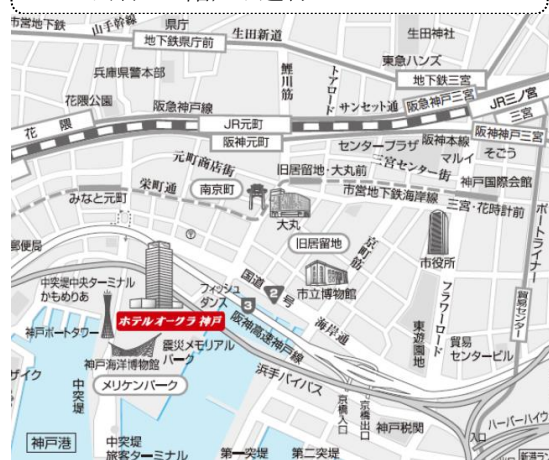 市営地下鉄
山手幹線
県庁
地下鉄県庁前
生田新道
生田神社
兵庫県警本部
鯉川筋
トアロード
東急ハンズ
地下鉄三宮
花隈公園
阪急神戸線
サンセット通
阪急神戸三宮
JR三ノ宮
三宮
花隈
JR元町
阪神元町
センタープラザ
阪神本線
阪神神戸三宮
マルイ
そごう
元町商店街
三宮センター街
旧居留地・大丸前
神戸国際会館
栄町通
南京町
市営地下鉄海岸線
三宮・花時計前
みなと元町
大丸
旧居留地
京町筋
市役所
ポートライナー
郵便局
フラワーロード
貿易センター
中突堤中央ターミナル
かもめりあ
フィッシュ
ダンス
国道2号
市立博物館
3
ホテルオークラ神戸
海岸通
神戸ポートタワー
阪神高速神戸線
東遊園地
貿易
センタービル
震災メモリアル
パーク
神戸海洋博物館
浜手バイパス
メリケンパーク
ザイク
中突堤
京橋入口
京橋出口
神戸税関
ハーバーハイウ
入口
神戸港
中突堤
旅客ターミナル
第一突堤
第二突堤
新港ラン